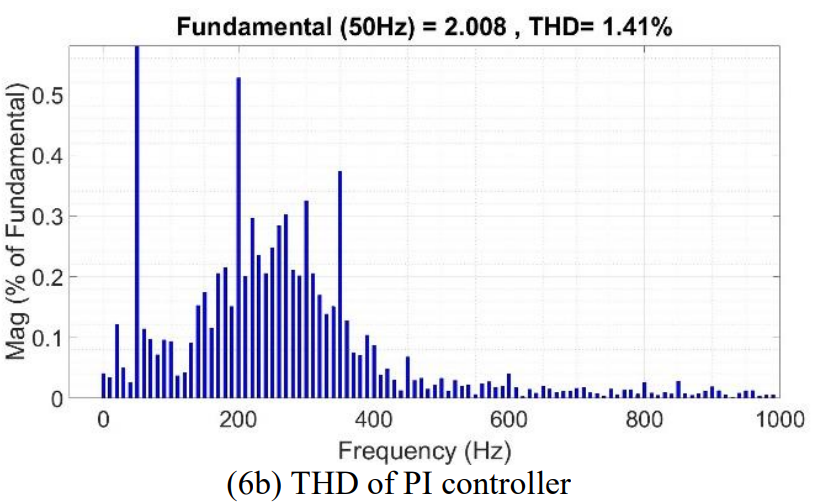 Fundamental (50Hz) = 2.008 , THD= 1.41%
Mag (% of Fundamental)
0.5
0.4
0.3
0.2
0.1
0
0 200 400 600 800 1000
Frequency (Hz)
(6b) THD of PI controller